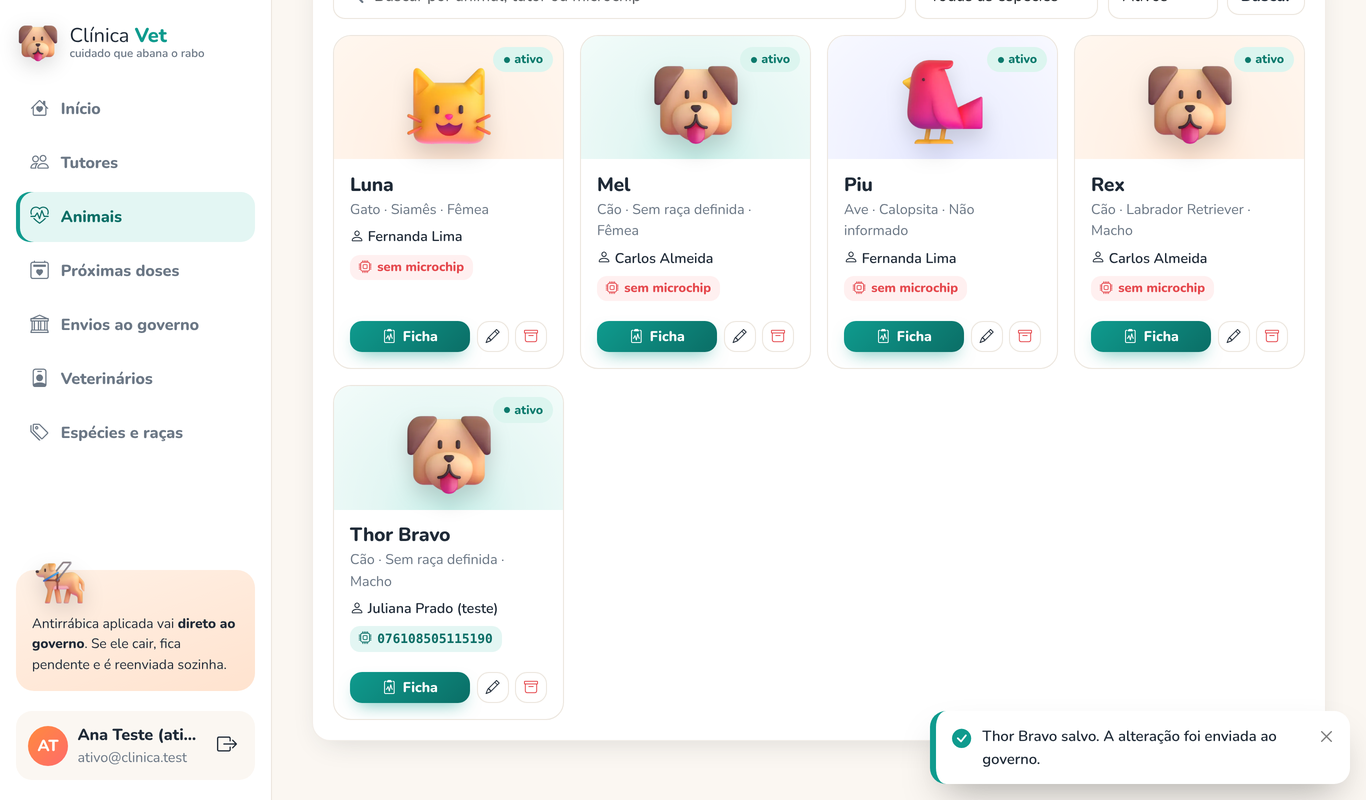 Clínica Vet
cuidado que abana o rabo
Início
Tutores
Animais
Próximas doses
Envios ao governo
Veterinários
Espécies e raças
Antirrábica aplicada vai direto ao
governo. Se ele cair, fica
pendente e é reenviada sozinha.
AT
Ana Teste (ati...
ativo@clinica.test
ativo
Luna
Gato · Siamês · Fêmea
Fernanda Lima
sem microchip
Ficha
ativo
Mel
Cão · Sem raça definida ·
Fêmea
Carlos Almeida
sem microchip
Ficha
ativo
Piu
Ave · Calopsita · Não
informado
Fernanda Lima
sem microchip
Ficha
ativo
Rex
Cão · Labrador Retriever ·
Macho
Carlos Almeida
sem microchip
Ficha
ativo
Thor Bravo
Cão · Sem raça definida ·
Macho
Juliana Prado (teste)
076108505115190
Ficha
Thor Bravo salvo. A alteração foi enviada ao
governo.